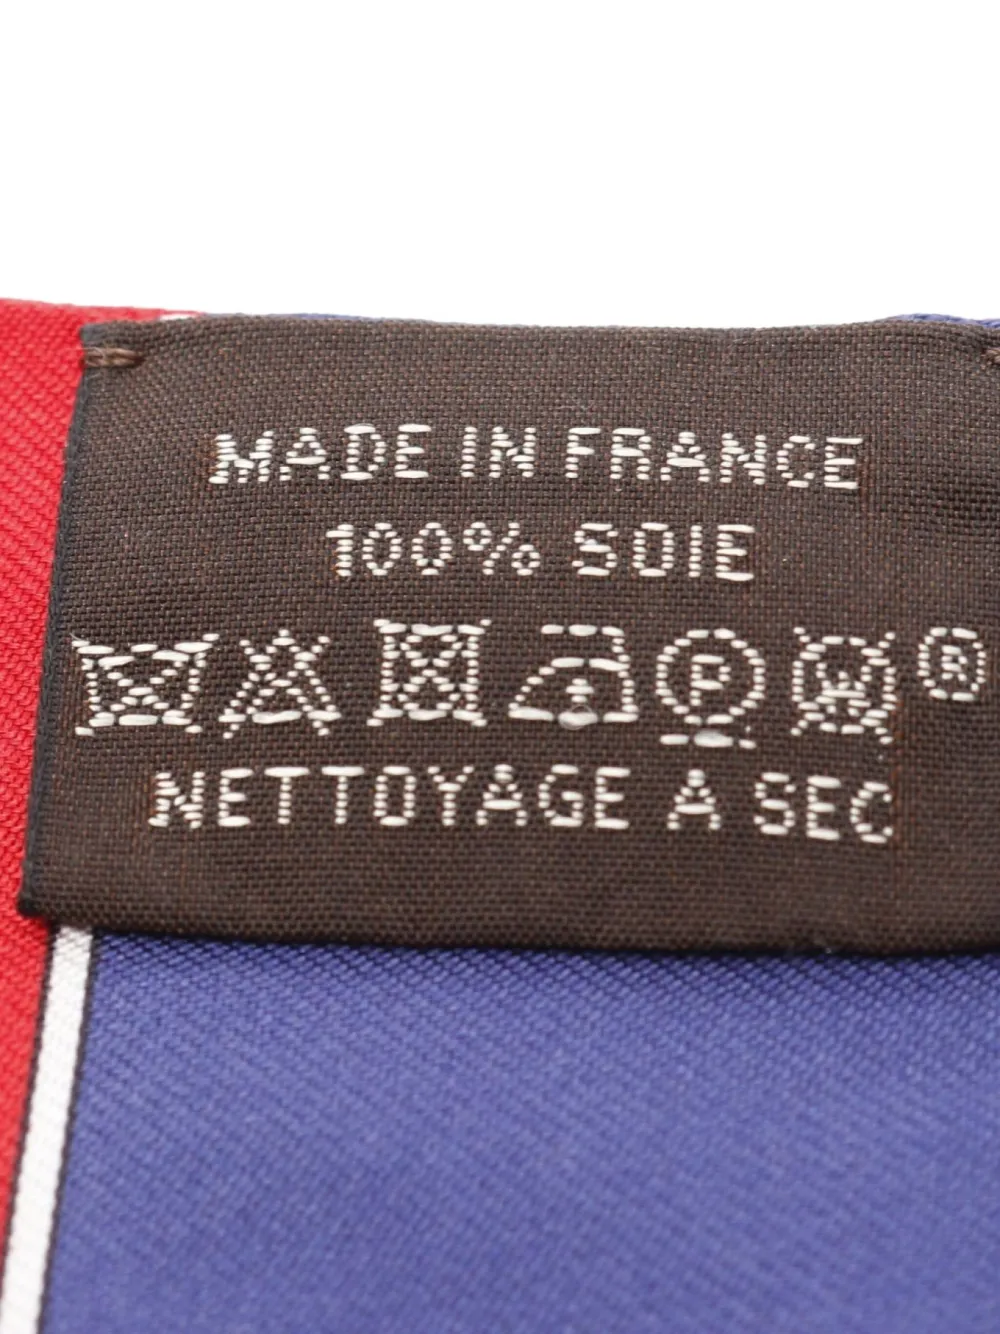 MADE IN FRANCE
100% SOIE
P W ®
NETTOYAGE A SEC